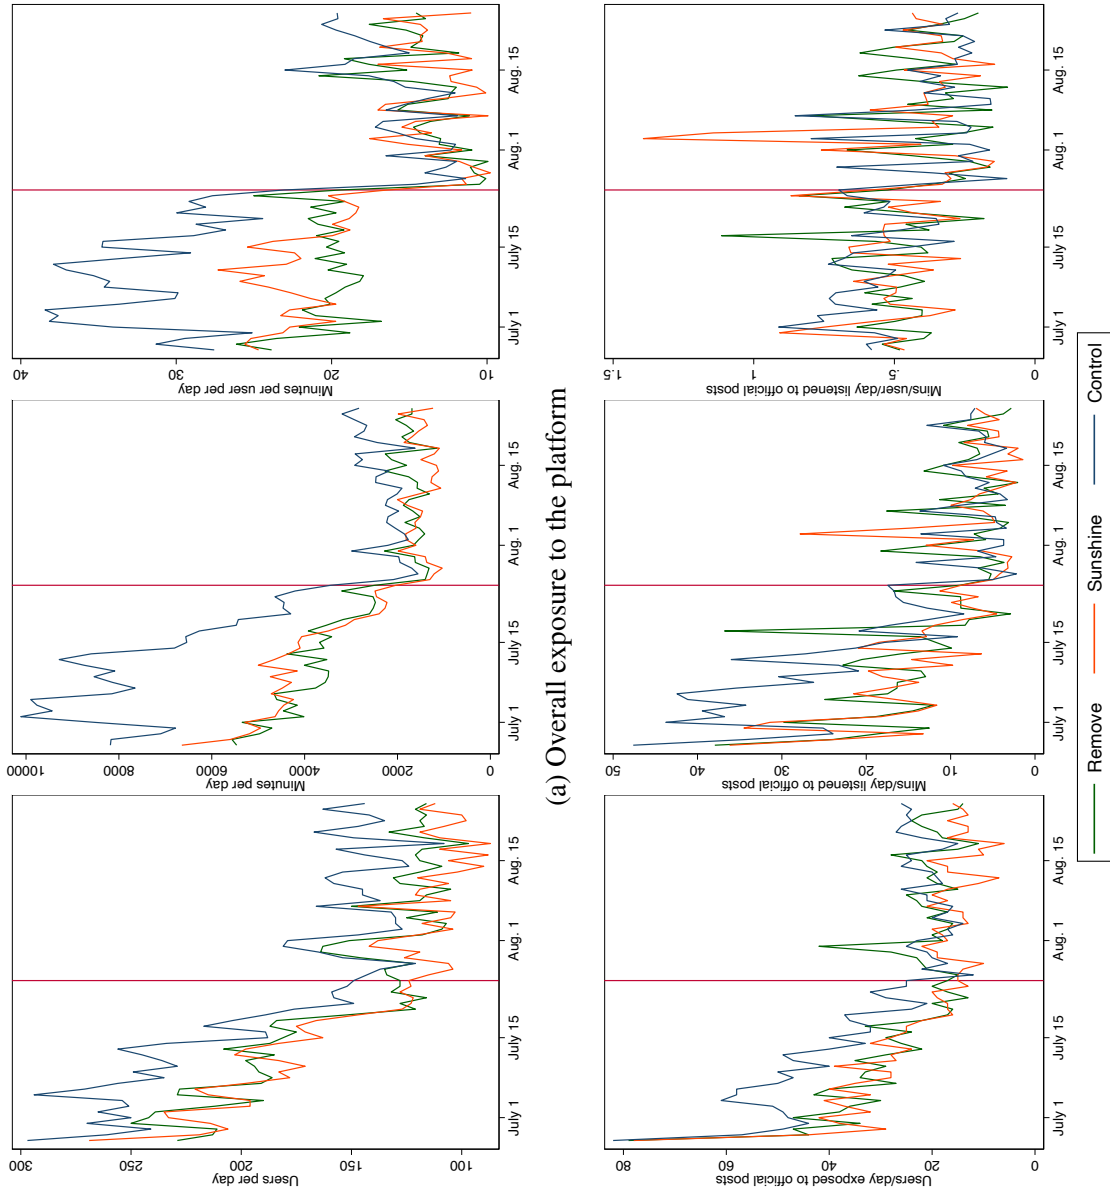 Users per day
300
250
200
150
100
July 1
July 15
Aug. 1
Aug. 15
Minutes per day
10000
8000
6000
4000
2000
0
July 1
July 15
Aug. 1
Aug. 15
Minutes per user per day
40
30
20
10
July 1
July 15
Aug. 1
Aug. 15
(a) Overall exposure to the platform
Users/day exposed to official posts
80
60
40
20
0
July 1
July 15
Aug. 1
Aug. 15
Mins/day listened to official posts
50
40
30
20
10
0
July 1
July 15
Aug. 1
Aug. 15
Mins/user/day listened to official posts
1.5
1
.5
0
July 1
July 15
Aug. 1
Aug. 15
Remove Sunshine Control